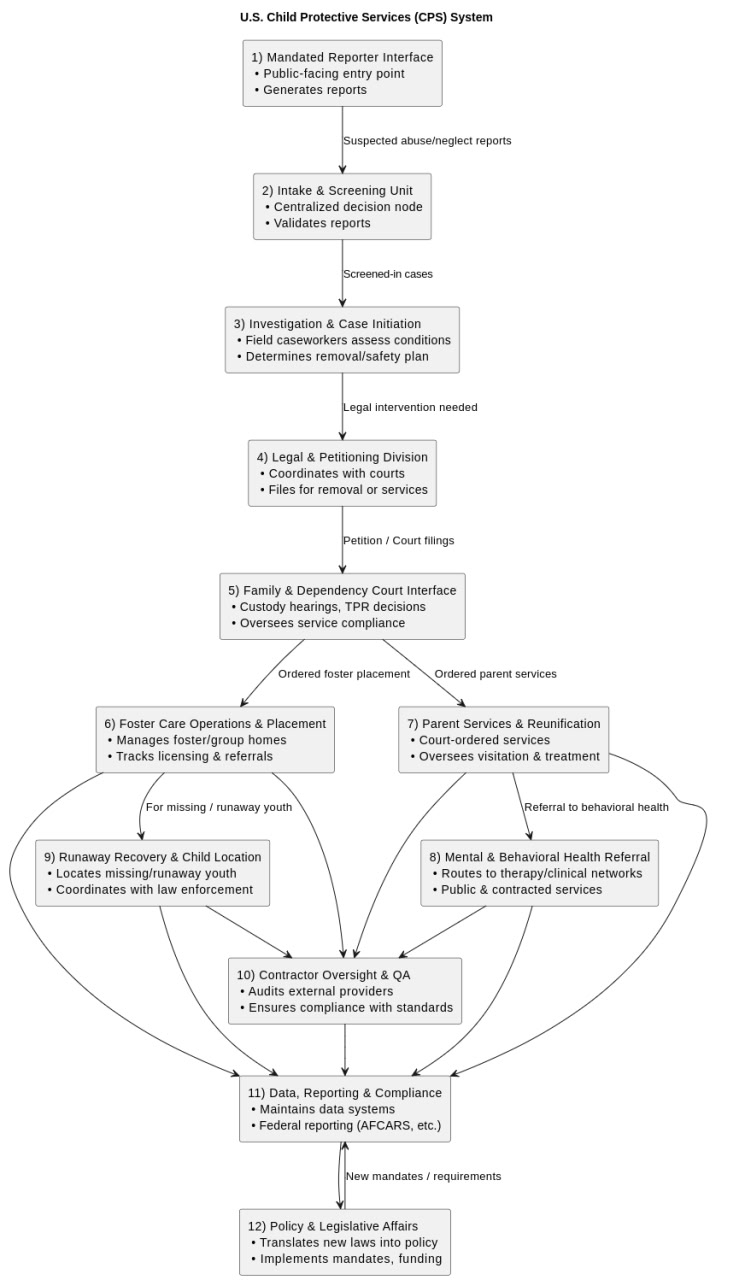 U.S. Child Protective Services (CPS) System
1) Mandated Reporter Interface
• Public-facing entry point
• Generates reports
Suspected abuse/neglect reports
2) Intake & Screening Unit
• Centralized decision node
• Validates reports
Screened-in cases
3) Investigation & Case Initiation
• Field caseworkers assess conditions
• Determines removal/safety plan
Legal intervention needed
4) Legal & Petitioning Division
• Coordinates with courts
• Files for removal or services
Petition / Court filings
5) Family & Dependency Court Interface
• Custody hearings, TPR decisions
• Oversees service compliance
Ordered foster placement
Ordered parent services
6) Foster Care Operations & Placement
• Manages foster/group homes
• Tracks licensing & referrals
7) Parent Services & Reunification
• Court-ordered services
• Oversees visitation & treatment
For missing / runaway youth
Referral to behavioral health
9) Runaway Recovery & Child Location
• Locates missing/runaway youth
• Coordinates with law enforcement
8) Mental & Behavioral Health Referral
• Routes to therapy/clinical networks
• Public & contracted services
10) Contractor Oversight & QA
• Audits external providers
• Ensures compliance with standards
11) Data, Reporting & Compliance
• Maintains data systems
• Federal reporting (AFCARS, etc.)
New mandates / requirements
12) Policy & Legislative Affairs
• Translates new laws into policy
• Implements mandates, funding